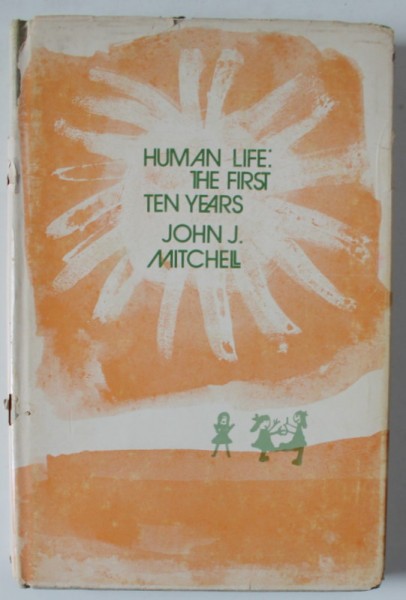 HUMAN LIFE:
THE FIRST
TEN YEARS
JOHN J.
MITCHELL